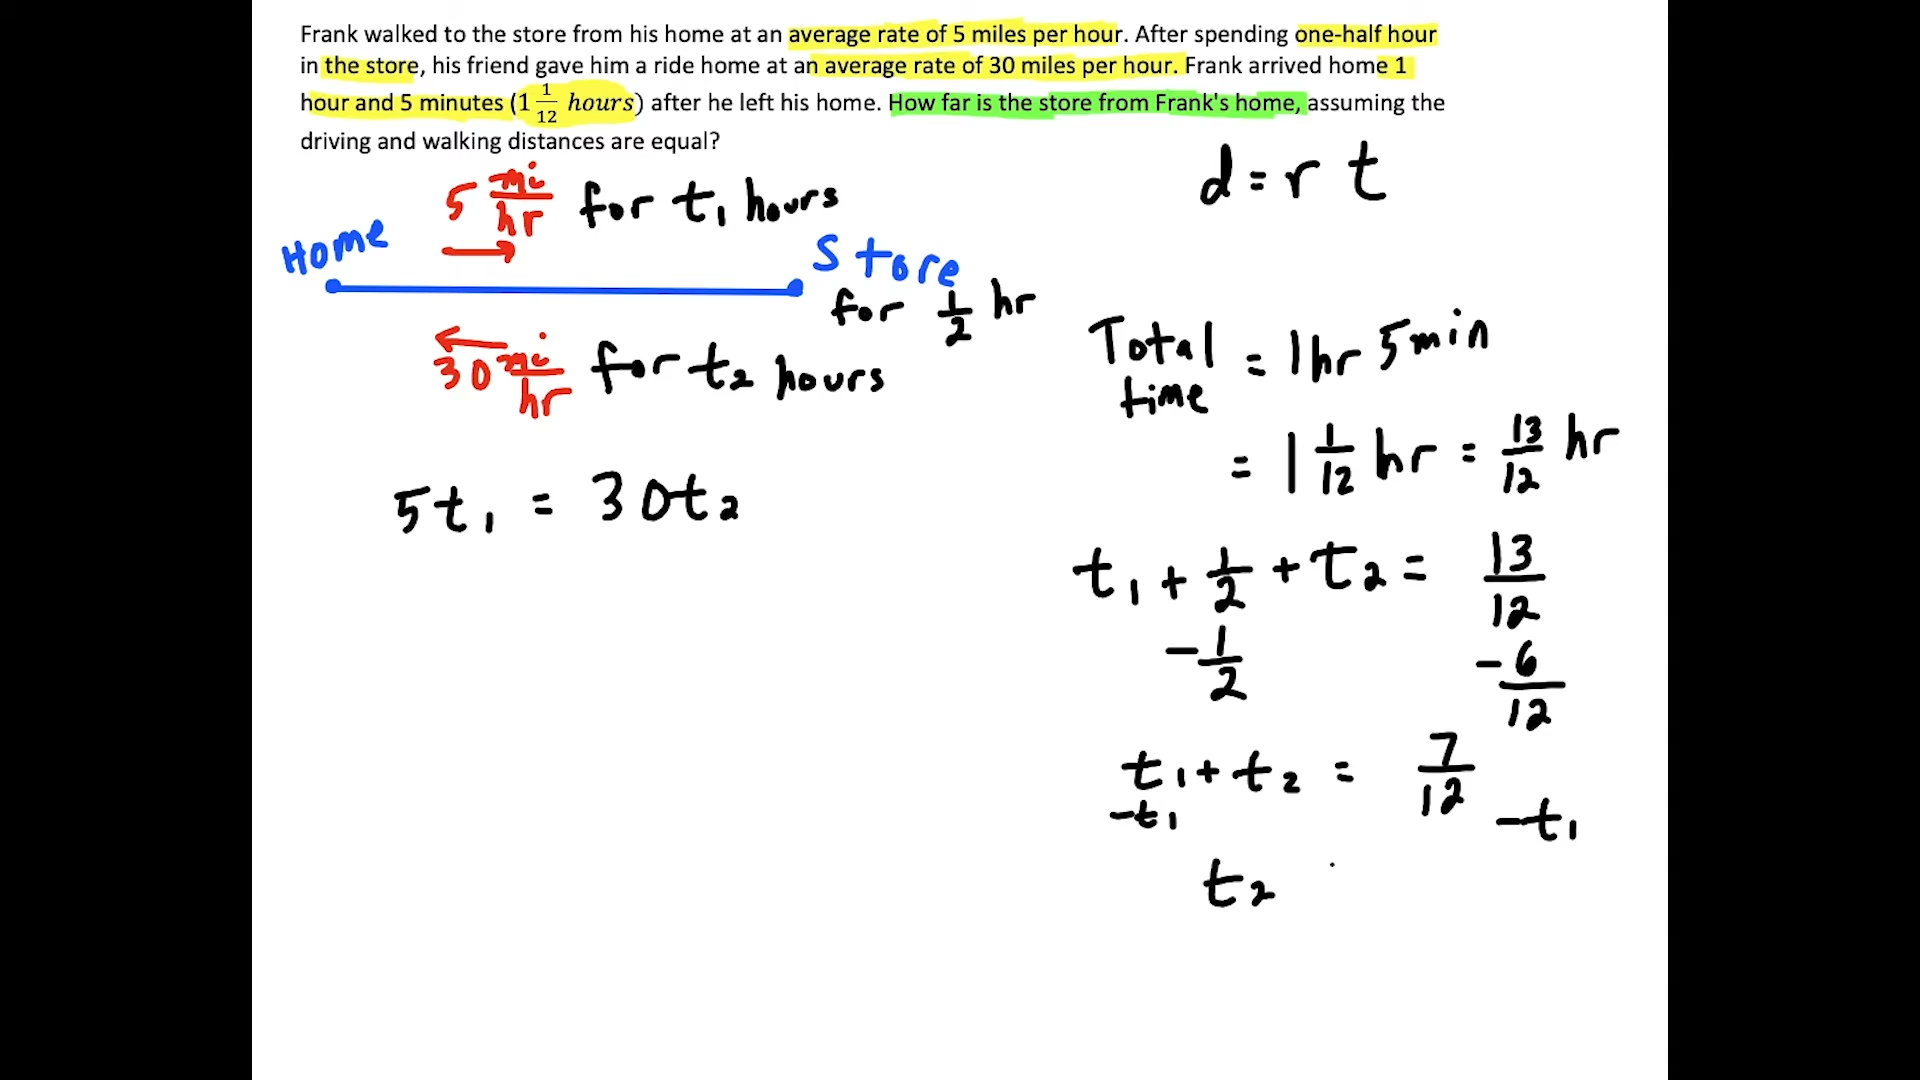 Frank walked to the store from his home at an average rate of 5 miles per hour. After spending one-half hour
in the store, his friend gave him a ride home at an average rate of 30 miles per hour. Frank arrived home 1
hour and 5 minutes (1 1/12 hours) after he left his home. How far is the store from Frank's home, assuming the
driving and walking distances are equal?
d = r t
5 mi/hr for t₁ hours
Home
Store
for 1/2 hr
30 mi/hr for t₂ hours
5t₁ = 30t₂
Total time = 1hr 5min
= 1 1/12 hr = 13/12 hr
t₁ + 1/2 + t₂ = 13/12
-1/2 -6/12
t₁ + t₂ = 7/12
-t₁ -t₁
t₂